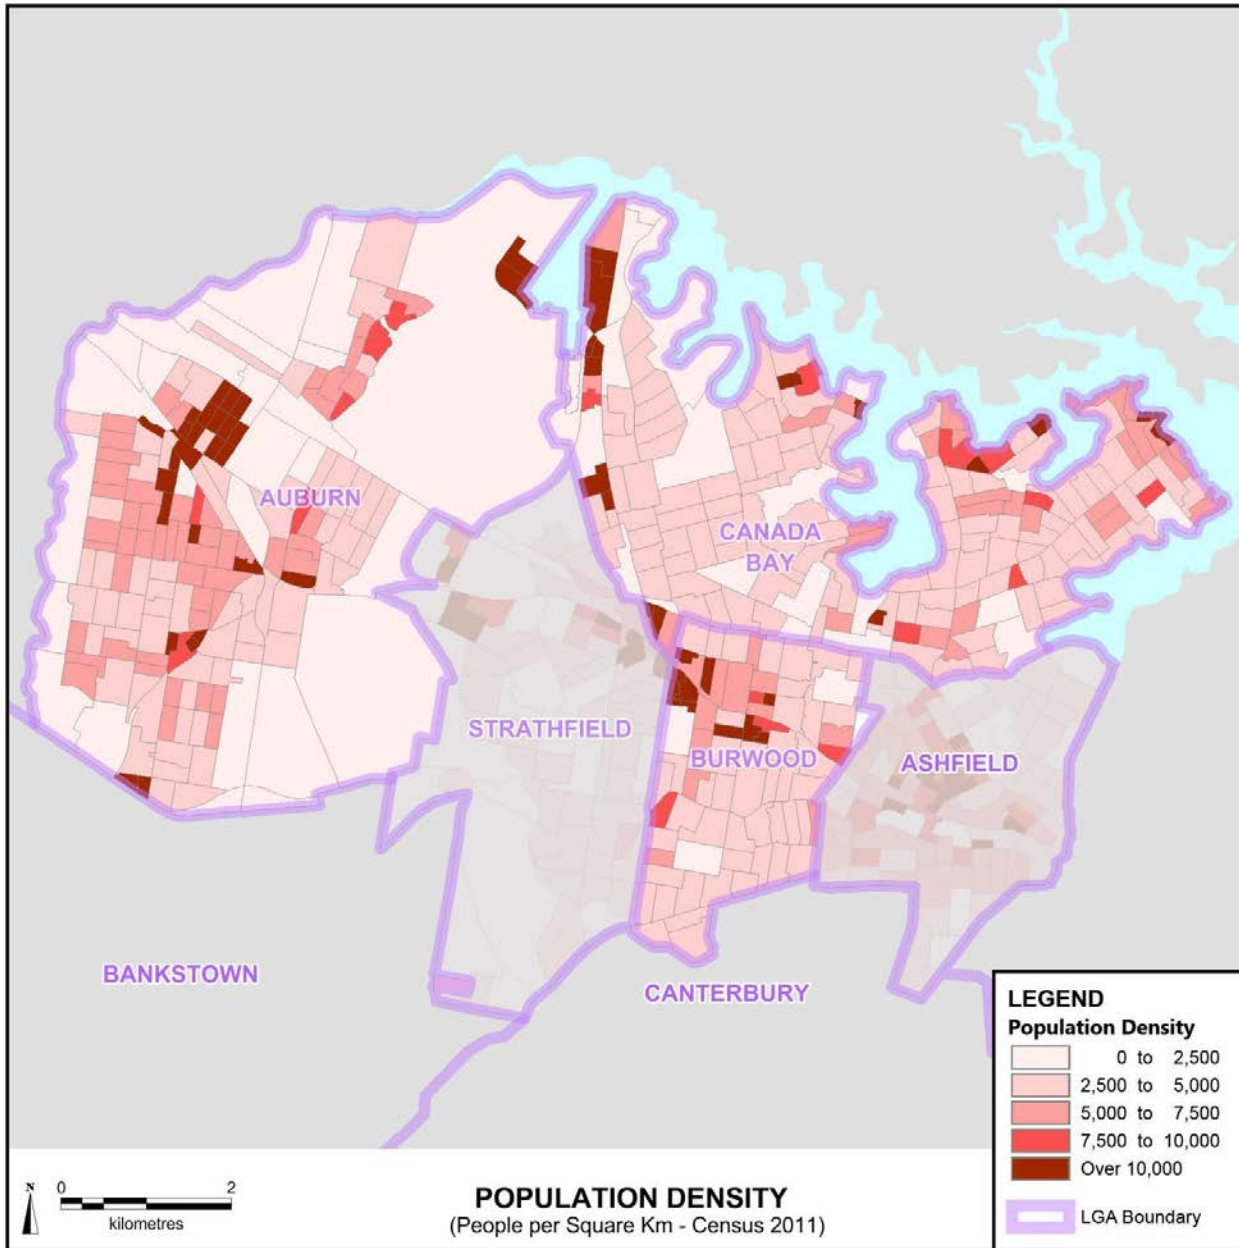 AUBURN
CANADA
BAY
STRATHFIELD
BURWOOD
ASHFIELD
BANKSTOWN
CANTERBURY
LEGEND
Population Density
0 to 2,500
2,500 to 5,000
5,000 to 7,500
7,500 to 10,000
Over 10,000
LGA Boundary
N
0 2
kilometres
POPULATION DENSITY
(People per Square Km - Census 2011)